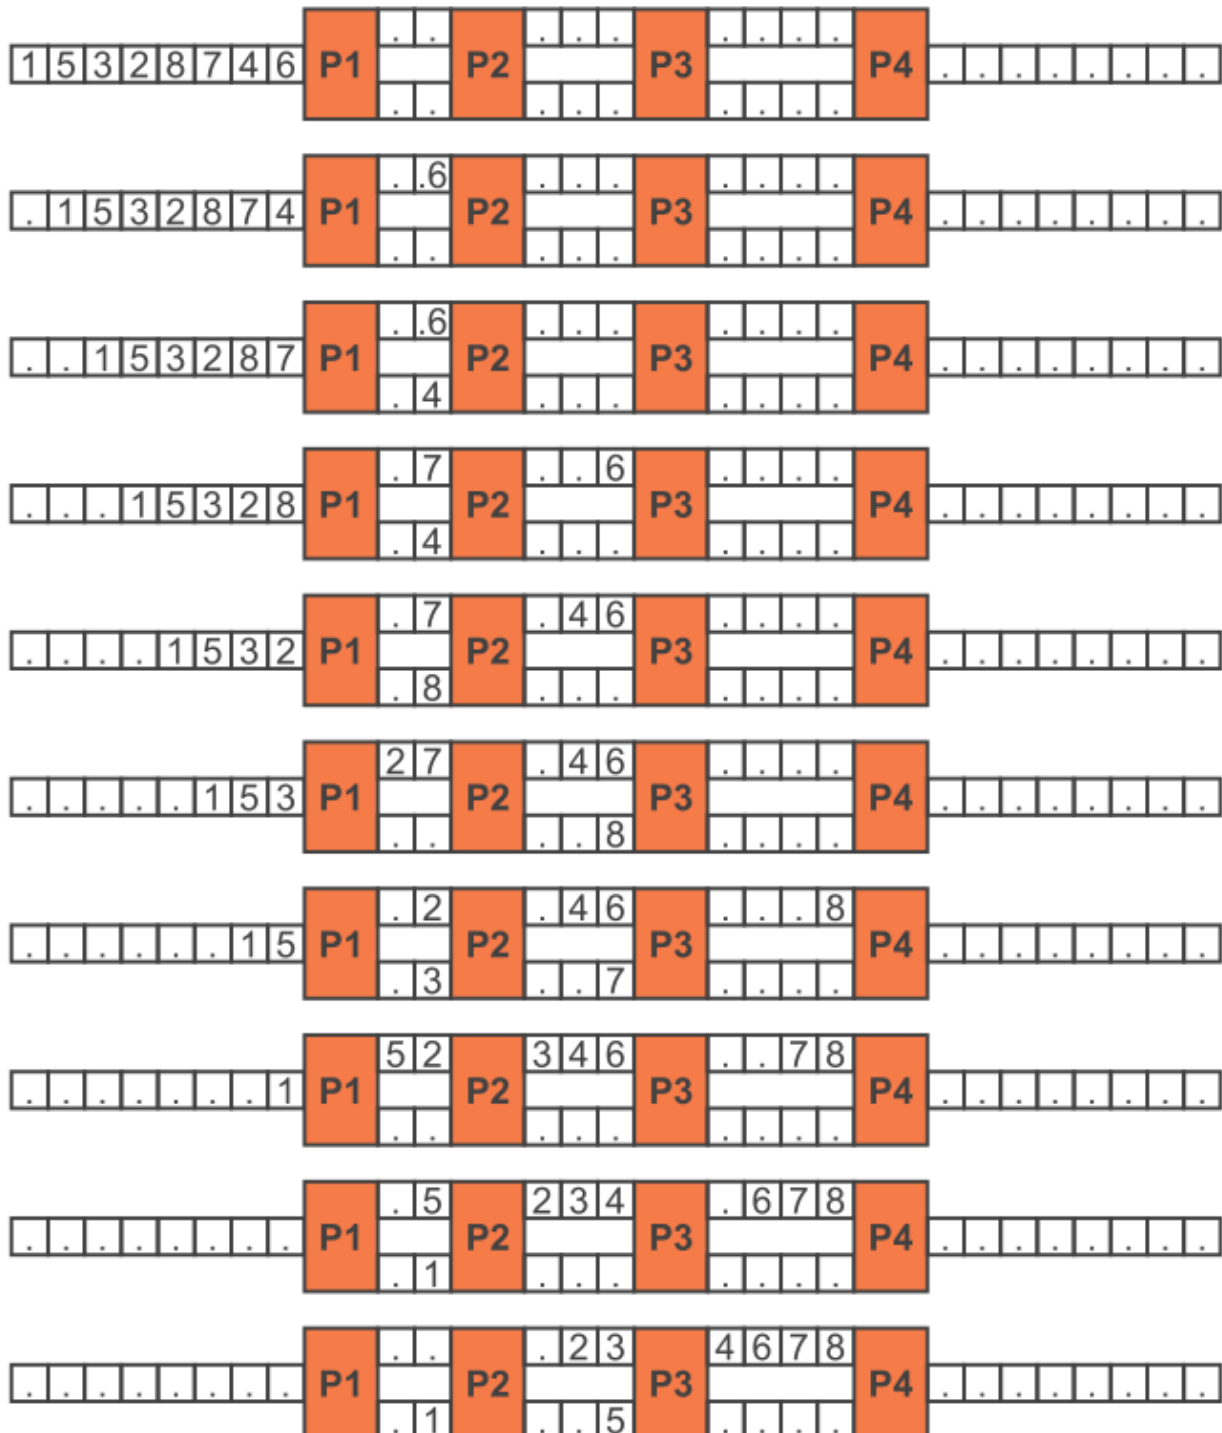 . . P2 . . . P3 . . . .
1 5 3 2 8 7 4 6 P1 P2 P3 P4 . . . . . . . .
. . . . . . . . .
. .6 . . . . . . .
. 1 5 3 2 8 7 4 P1 P2 P3 P4 . . . . . . . .
. . . . . . . . .
. .6 . . . . . . .
. . 1 5 3 2 8 7 P1 P2 P3 P4 . . . . . . . .
. 4 . . . . . . .
. 7 . . 6 . . . .
. . . 1 5 3 2 8 P1 P2 P3 P4 . . . . . . . .
. 4 . . . . . . .
. 7 . 4 6 . . . .
. . . . 1 5 3 2 P1 P2 P3 P4 . . . . . . . .
. 8 . . . . . . .
2 7 . 4 6 . . . .
. . . . . 1 5 3 P1 P2 P3 P4 . . . . . . . .
. . . . 8 . . . .
. 2 . 4 6 . . . 8
. . . . . . 1 5 P1 P2 P3 P4 . . . . . . . .
. 3 . . 7 . . . .
5 2 3 4 6 . . 7 8
. . . . . . . 1 P1 P2 P3 P4 . . . . . . . .
. . . . . . . . .
. 5 2 3 4 . 6 7 8
. . . . . . . . P1 P2 P3 P4 . . . . . . . .
. 1 . . . . . . .
. . . 2 3 4 6 7 8
. . . . . . . . P1 P2 P3 P4 . . . . . . . .
. 1 . . 5 . . . .